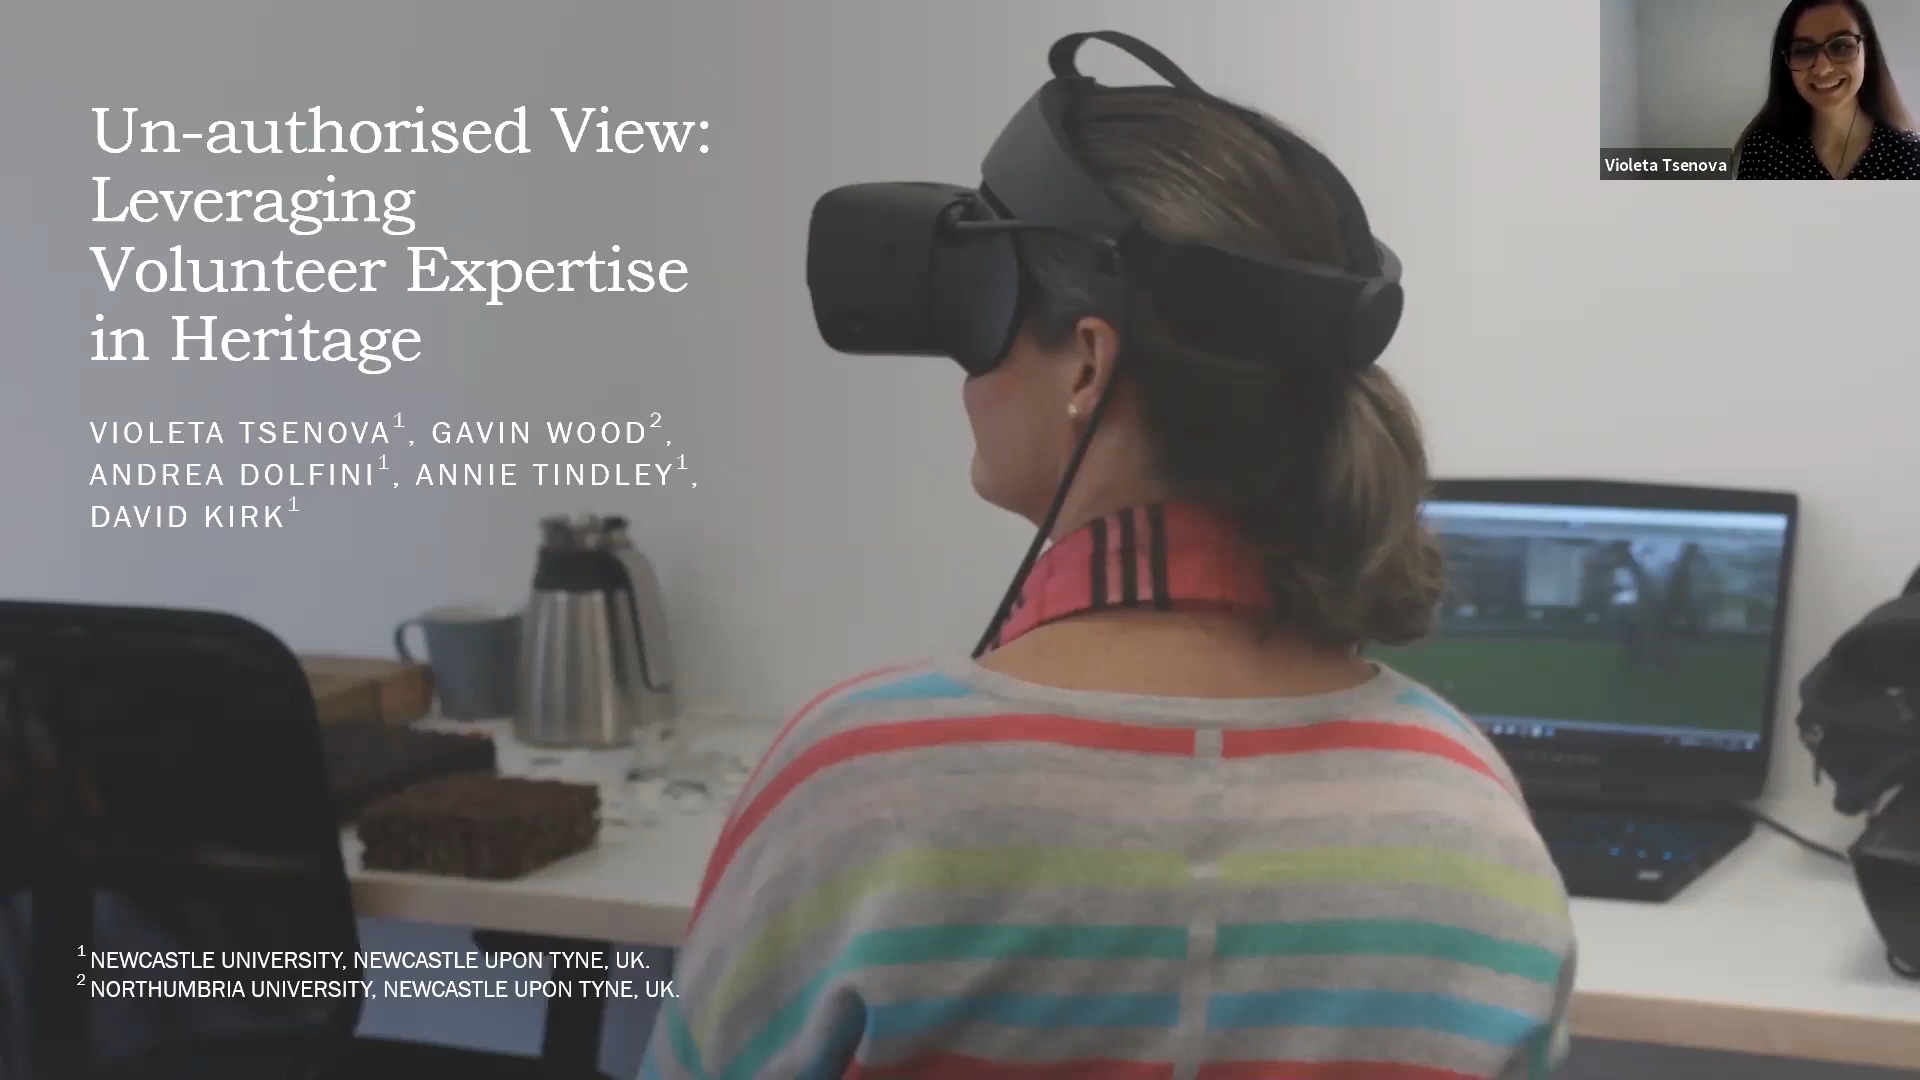 Un-authorised View:
Leveraging
Volunteer Expertise
in Heritage
VIOLETA TSENOVA¹, GAVIN WOOD²,
ANDREA DOLFINI¹, ANNIE TINDLEY¹,
DAVID KIRK¹
¹ NEWCASTLE UNIVERSITY, NEWCASTLE UPON TYNE, UK.
² NORTHUMBRIA UNIVERSITY, NEWCASTLE UPON TYNE, UK.
Violeta Tsenova